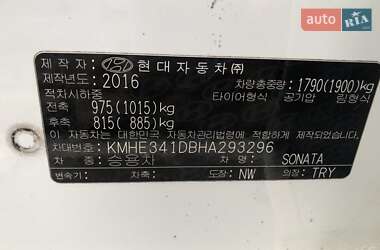 auto RIA
제 작 자 : 현대자동차㈜
제작년도 : 2016 차량총중량 : 1790(1900)kg
적차시하중 타이어형식 공기압 림형식
전축 975(1015)kg
후축 815( 885)kg
이 자동차는 대한민국 자동차관리법령에 적합하게 제작되었음
차대번호 : KMHE341DBHA293296
차 종 : 승용차 차명 : SONATA
변속기 : 차축 : 도장 : NW 의장 : TRY